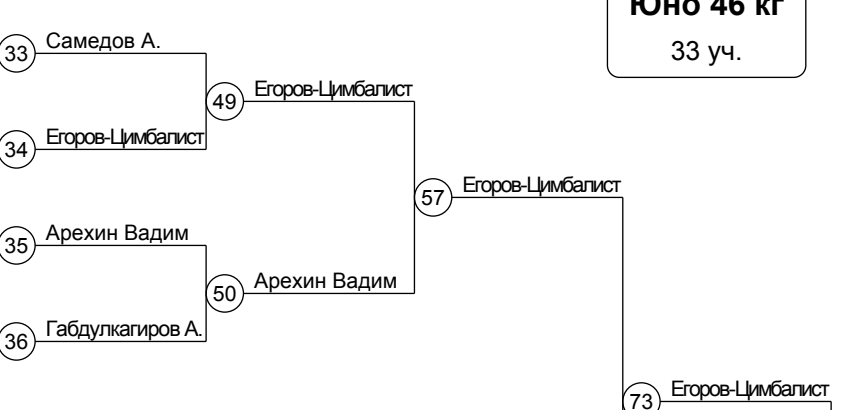 Юно 46 кг
33 уч.
33 Самедов А.
49 Егоров-Цимбалист
34 Егоров-Цимбалист
57 Егоров-Цимбалист
35 Арехин Вадим
50 Арехин Вадим
36 Габдулкагиров А.
73 Егоров-Цимбалист